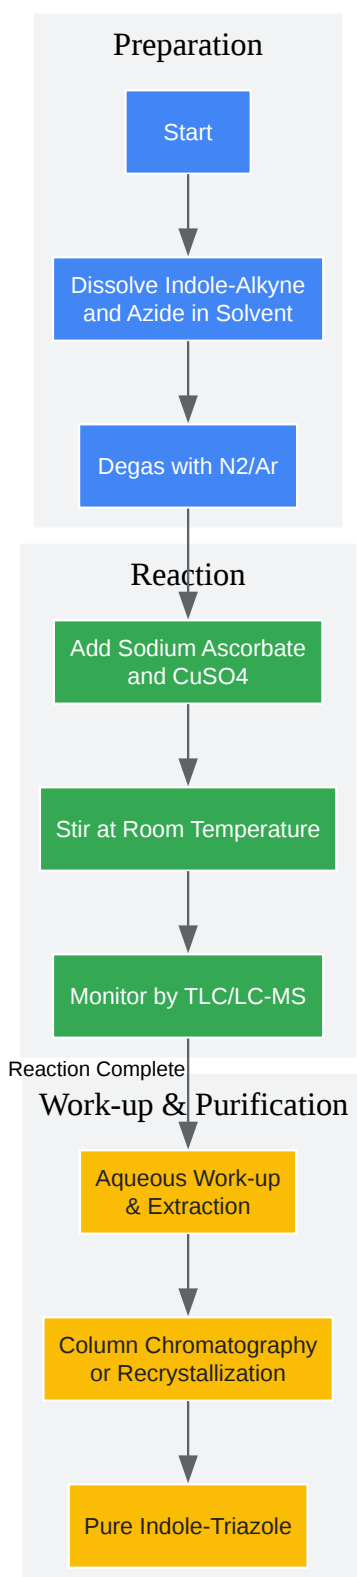 Preparation
Start
Dissolve Indole-Alkyne
and Azide in Solvent
Degas with N2/Ar
Reaction
Add Sodium Ascorbate
and CuSO4
Stir at Room Temperature
Monitor by TLC/LC-MS
Reaction Complete
Work-up & Purification
Aqueous Work-up
& Extraction
Column Chromatography
or Recrystallization
Pure Indole-Triazole